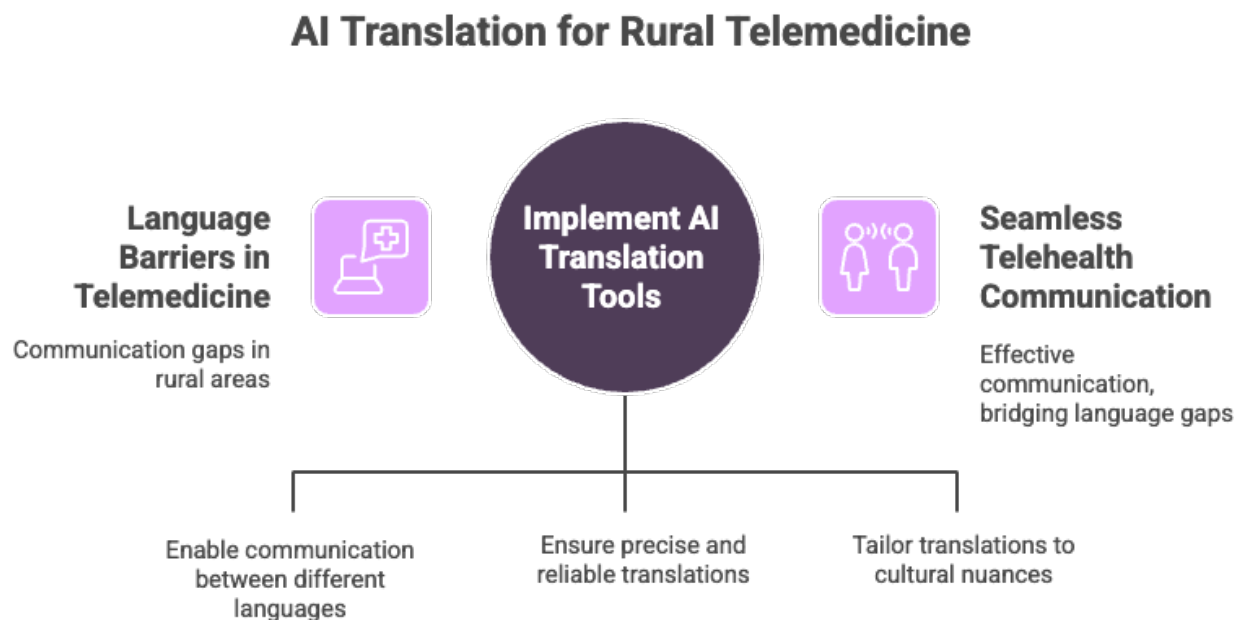 AI Translation for Rural Telemedicine
Language
Barriers in
Telemedicine
Communication gaps in
rural areas
Implement AI
Translation
Tools
Seamless
Telehealth
Communication
Effective
communication,
bridging language gaps
Enable communication
between different
languages
Ensure precise and
reliable translations
Tailor translations to
cultural nuances